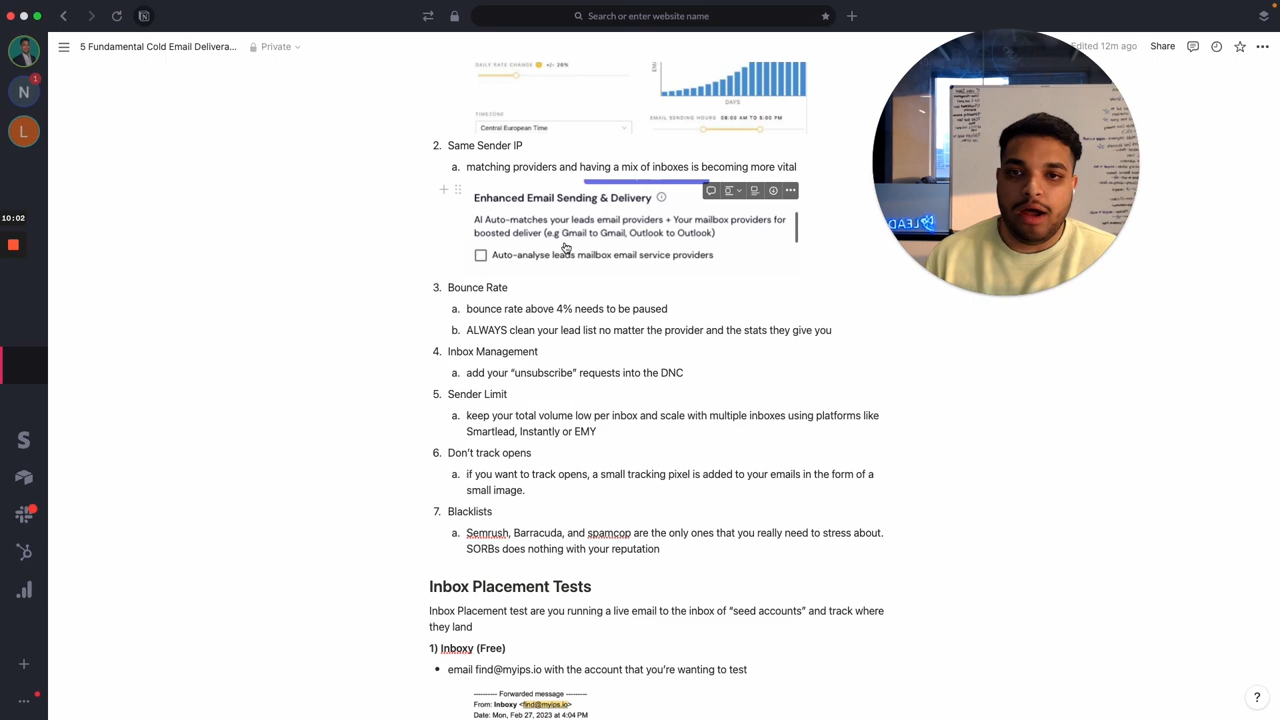 Search or enter website name
5 Fundamental Cold Email Delivera...
Private
Edited 12m ago
Share
N
1
L
10:02
S
DAILY RATE CHANGE +/- 20%
TIMEZONE
Central European Time
DAYS
EMAIL SENDING HOURS 08:00 AM TO 5:00 PM
2. Same Sender IP
a. matching providers and having a mix of inboxes is becoming more vital
Enhanced Email Sending & Delivery
AI Auto-matches your leads email providers + Your mailbox providers for
boosted deliver (e.g Gmail to Gmail, Outlook to Outlook)
Auto-analyse leads mailbox email service providers
3. Bounce Rate
a. bounce rate above 4% needs to be paused
b. ALWAYS clean your lead list no matter the provider and the stats they give you
4. Inbox Management
a. add your “unsubscribe” requests into the DNC
5. Sender Limit
a. keep your total volume low per inbox and scale with multiple inboxes using platforms like
Smartlead, Instantly or EMY
6. Don’t track opens
a. if you want to track opens, a small tracking pixel is added to your emails in the form of a
small image.
7. Blacklists
a. Semrush, Barracuda, and spamcop are the only ones that you really need to stress about.
SORBs does nothing with your reputation
Inbox Placement Tests
Inbox Placement test are you running a live email to the inbox of “seed accounts” and track where
they land
1) Inboxy (Free)
• email find@myips.io with the account that you’re wanting to test
---------- Forwarded message ---------
From: Inboxy <find@myips.io>
Date: Mon, Feb 27, 2023 at 4:04 PM
?